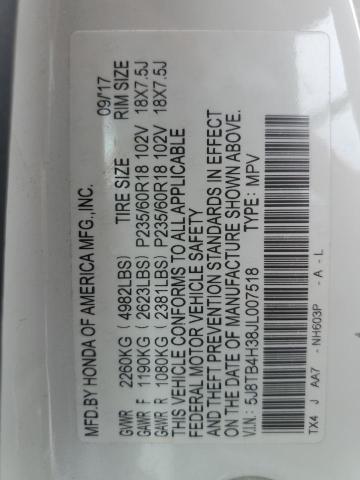 MFD.BY HONDA OF AMERICA MFG.,INC. 09/'17
TIRE SIZE RIM SIZE
GVWR 2260KG ( 4982LBS)
GAWR F 1190KG ( 2623LBS) P235/60R18 102V 18X7.5J
GAWR R 1080KG ( 2381LBS) P235/60R18 102V 18X7.5J
THIS VEHICLE CONFORMS TO ALL APPLICABLE
FEDERAL MOTOR VEHICLE SAFETY
AND THEFT PREVENTION STANDARDS IN EFFECT
ON THE DATE OF MANUFACTURE SHOWN ABOVE.
V.I.N.: 5J8TB4H38JL007518 TYPE: MPV
TX4 J AA7 - NH603P - A - L